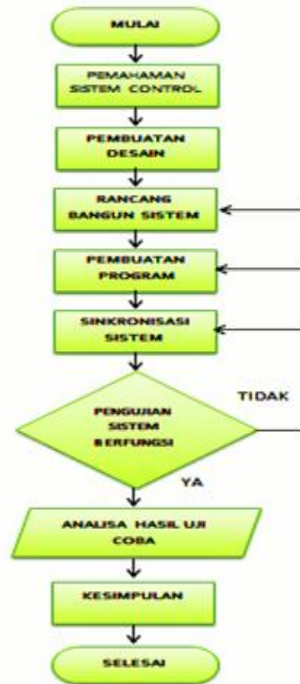 MULAI
PEMAHAMAN
SISTEM CONTROL
PEMBUATAN
DESAIN
RANCANG
BANGUN SISTEM
PEMBUATAN
PROGRAM
SINKRONISASI
SISTEM
PENGUJIAN
SISTEM
BERFUNGSI
TIDAK
YA
ANALISA HASIL UJI
COBA
KESIMPULAN
SELESAI